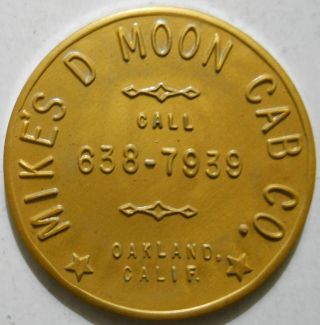 MIKE'S D MOON CAB CO.
CALL
638-7939
OAKLAND,
CALIF.